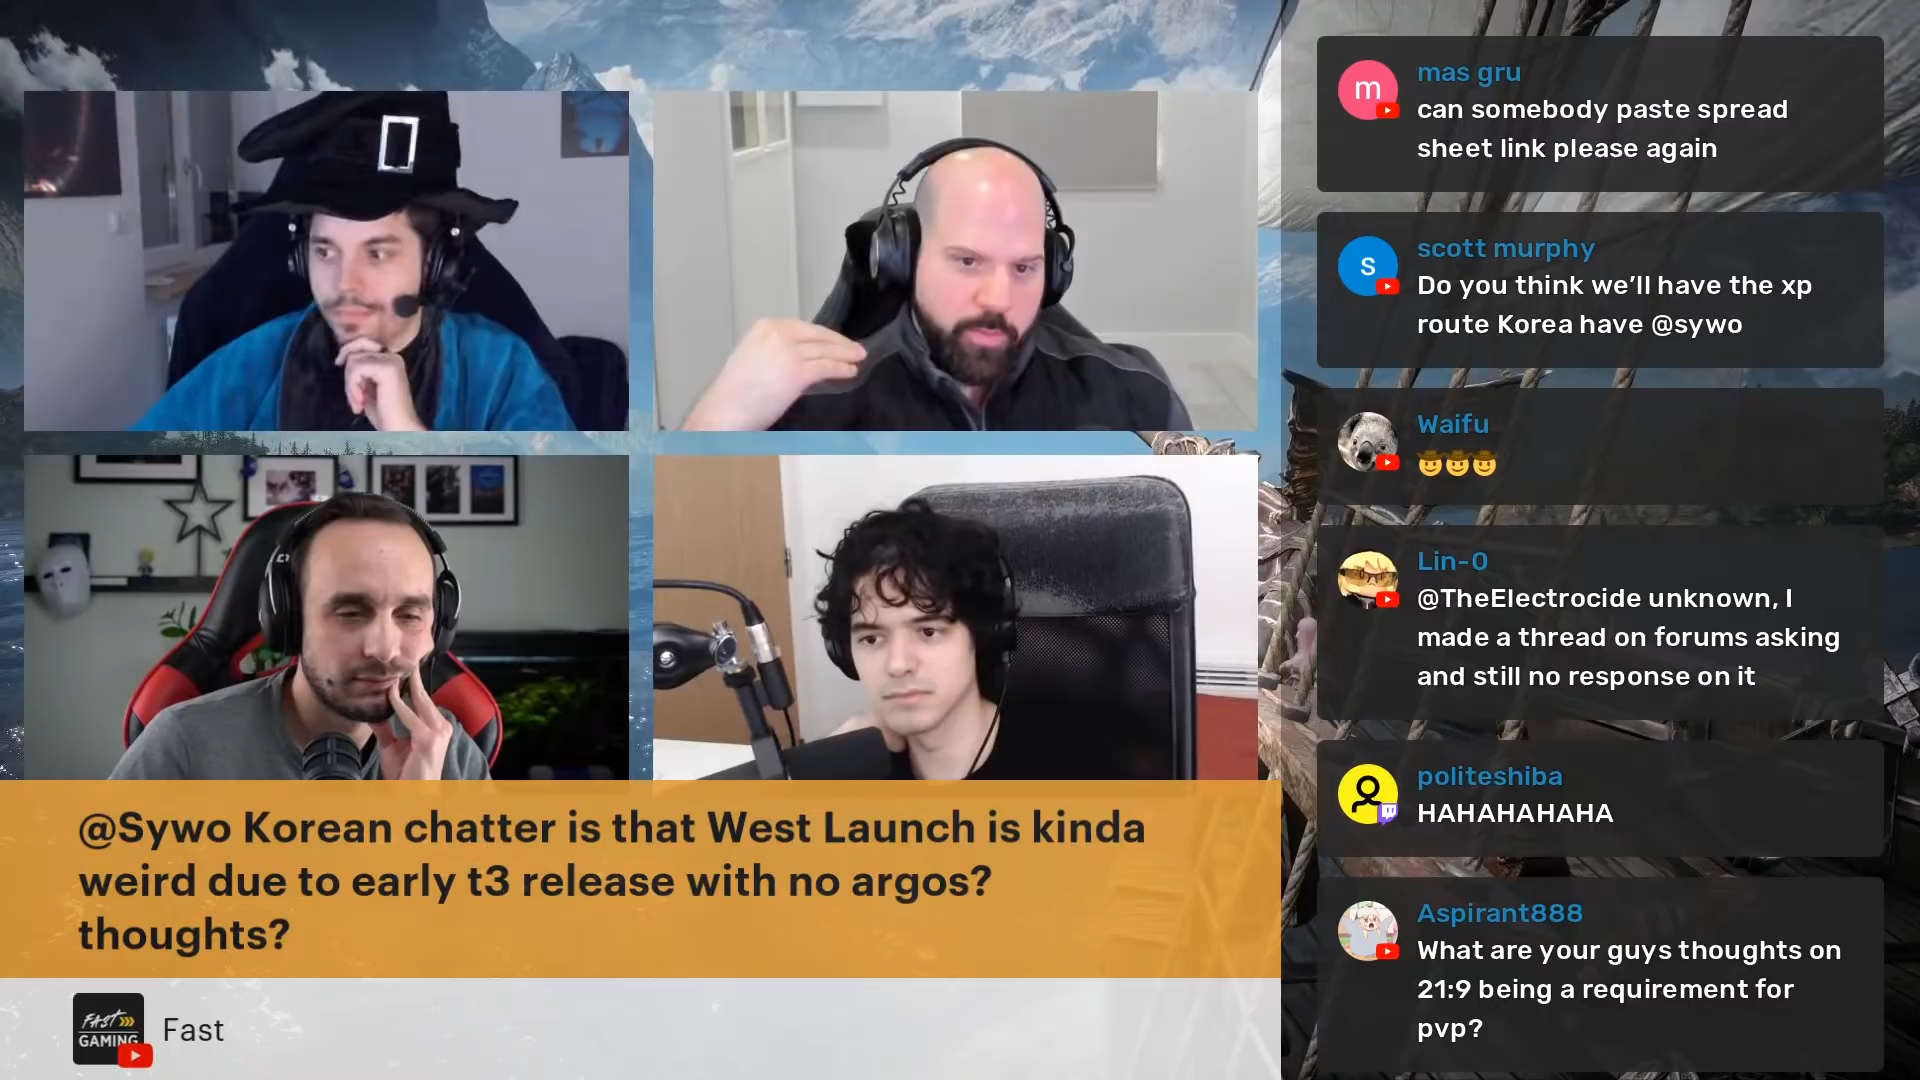 m
mas gru
can somebody paste spread
sheet link please again
s
scott murphy
Do you think we’ll have the xp
route Korea have @sywo
Waifu
🤠🤠🤠
Lin-O
@TheElectrocide unknown, I
made a thread on forums asking
and still no response on it
politeshiba
HAHAHAHAHA
Aspirant888
What are your guys thoughts on
21:9 being a requirement for
pvp?
@Sywo Korean chatter is that West Launch is kinda
weird due to early t3 release with no argos?
thoughts?
FAST
GAMING
Fast